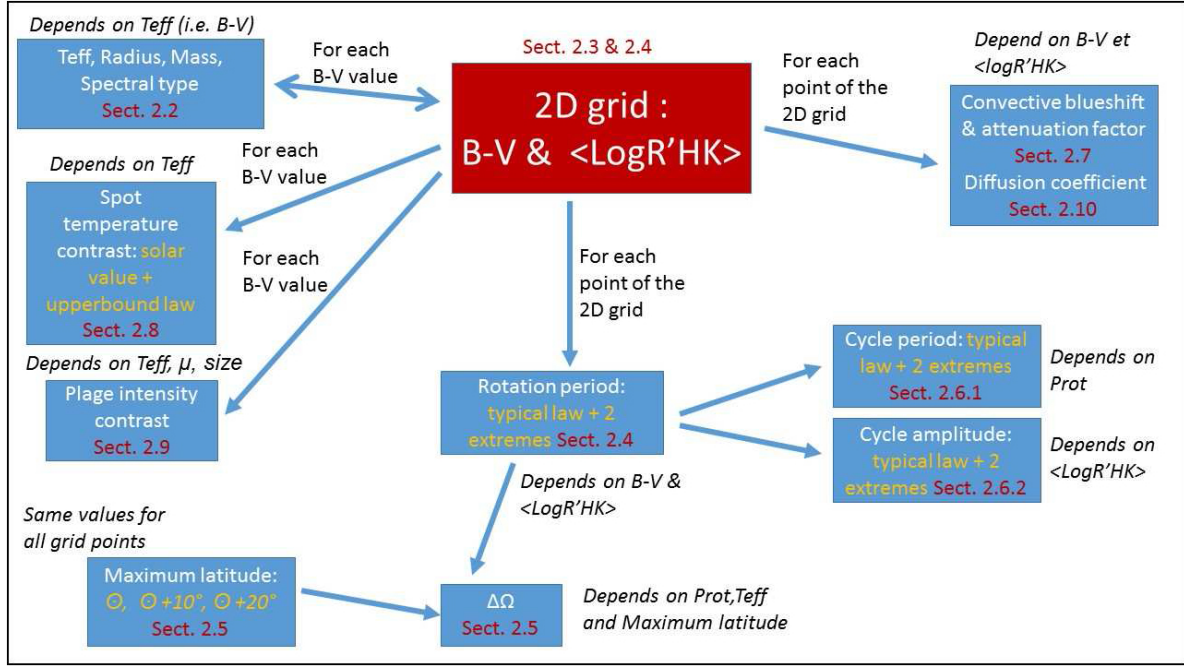 Depends on Teff (i.e. B-V)
Teff, Radius, Mass,
Spectral type
Sect. 2.2
For each
B-V value
Sect. 2.3 & 2.4
2D grid :
B-V & <LogR’HK>
For each
point of the
2D grid
Depend on B-V et
<logR’HK>
Convective blueshift
& attenuation factor
Sect. 2.7
Diffusion coefficient
Sect. 2.10
Depends on Teff
Spot
temperature
contrast: solar
value +
upperbound law
Sect. 2.8
For each
B-V value
For each
B-V value
For each
point of the
2D grid
Depends on Teff, μ, size
Plage intensity
contrast
Sect. 2.9
Rotation period:
typical law + 2
extremes Sect. 2.4
Cycle period: typical
law + 2 extremes
Sect. 2.6.1
Depends on
Prot
Cycle amplitude:
typical law + 2
extremes Sect. 2.6.2
Depends on
<LogR’HK>
Depends on B-V &
<LogR’HK>
Same values for
all grid points
Maximum latitude:
⊙, ⊙+10°, ⊙+20°
Sect. 2.5
ΔΩ
Sect. 2.5
Depends on Prot,Teff
and Maximum latitude